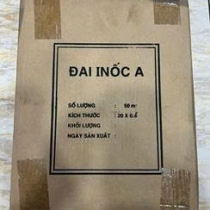 ĐAI INỐC A
SỐ LƯỢNG : 50 m
KÍCH THƯỚC : 20 X 0.6
KHỐI LƯỢNG :
NGÀY SẢN XUẤT :